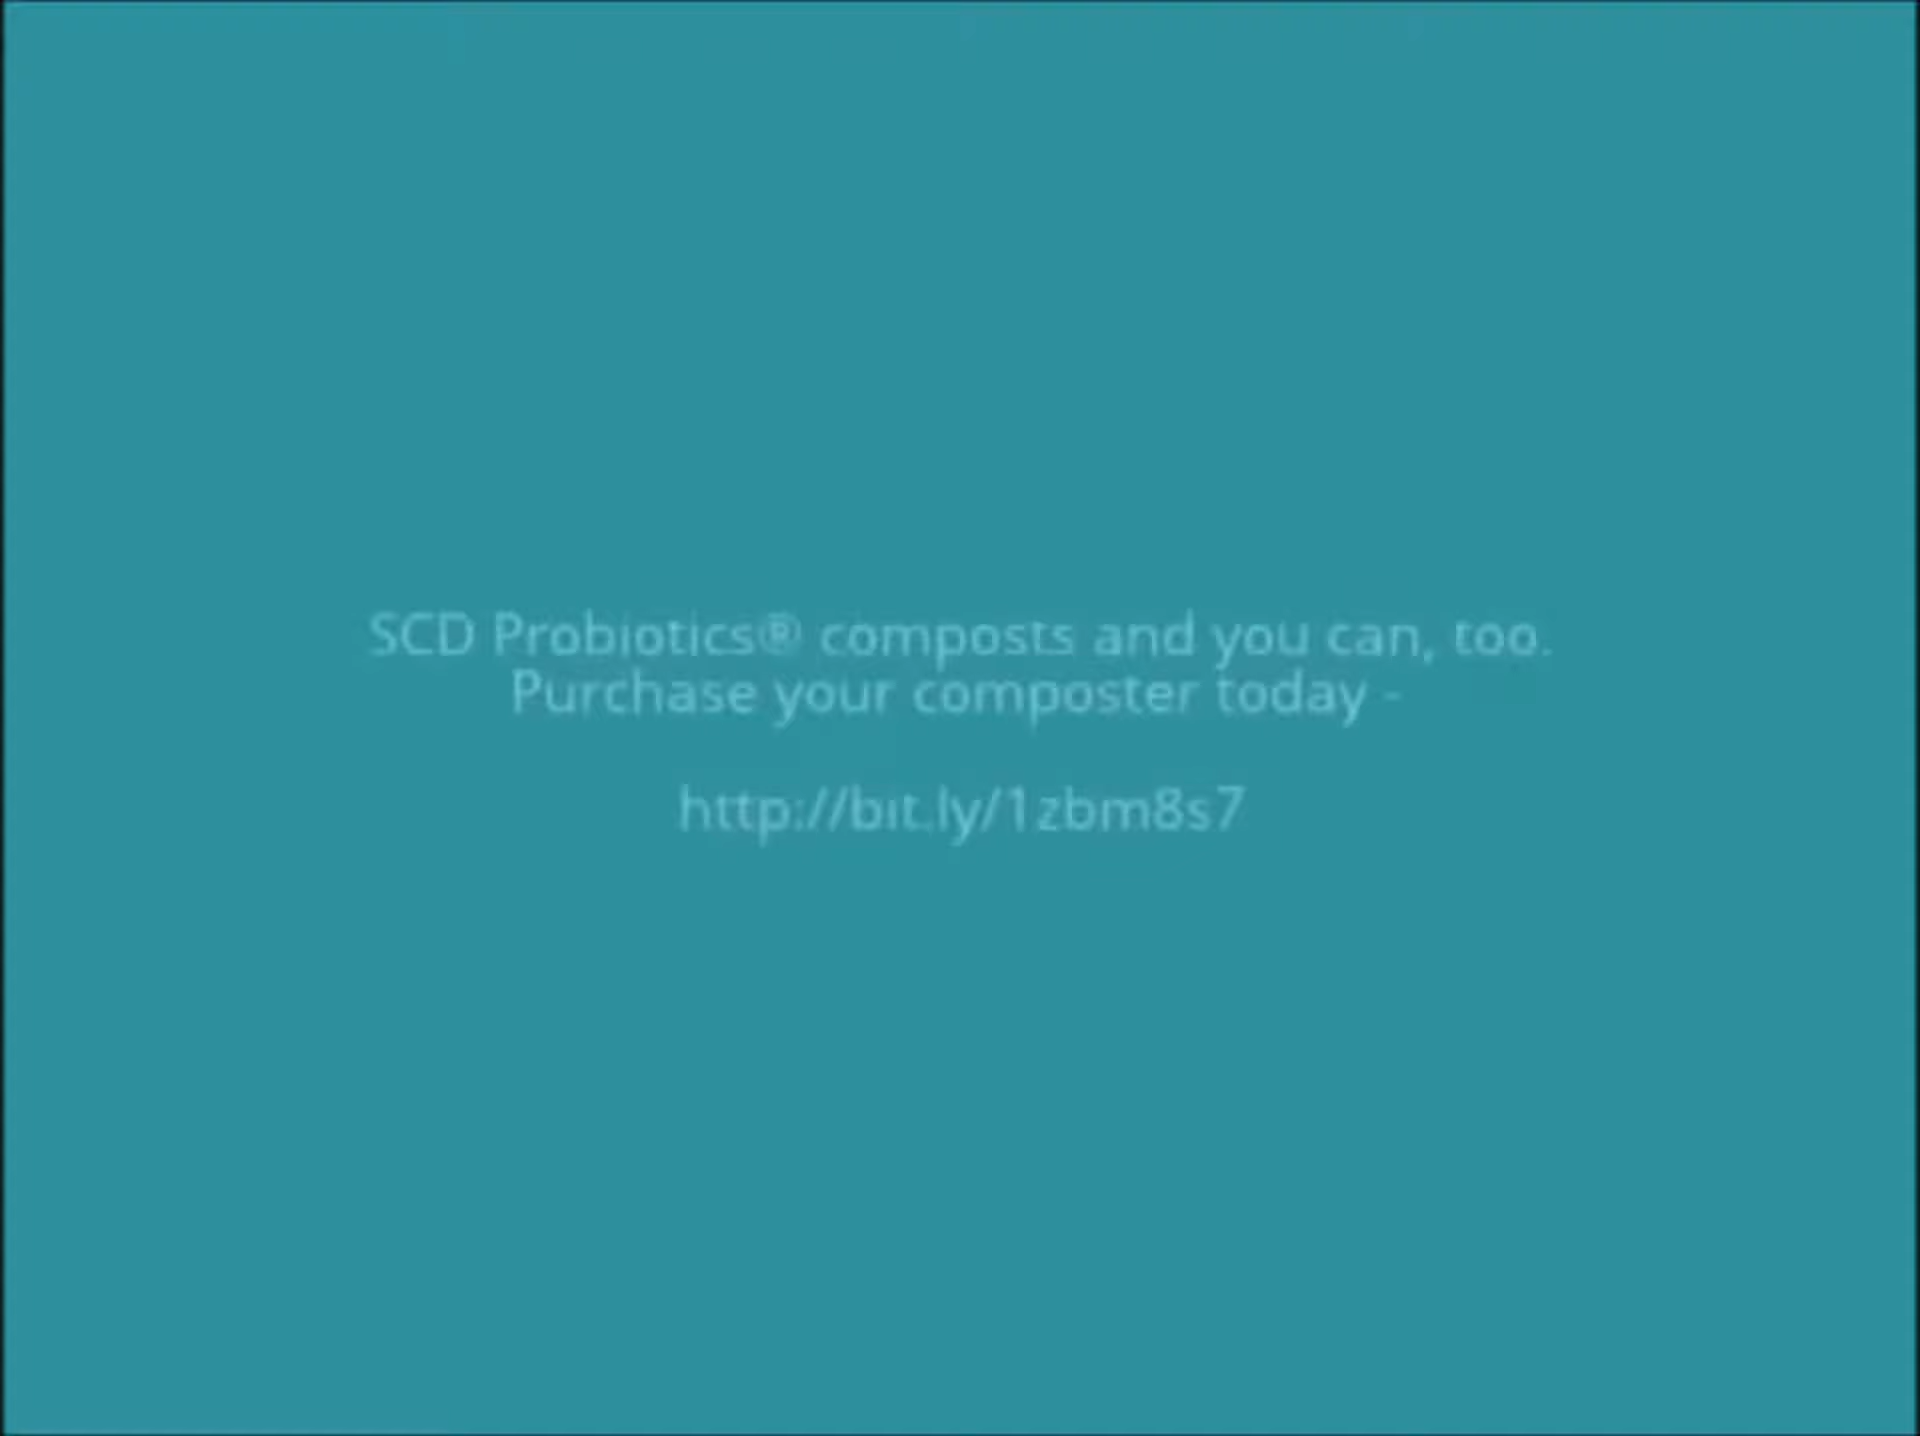 SCD Probiotics® composts and you can, too.
Purchase your composter today -
http://bit.ly/1zbm8s7